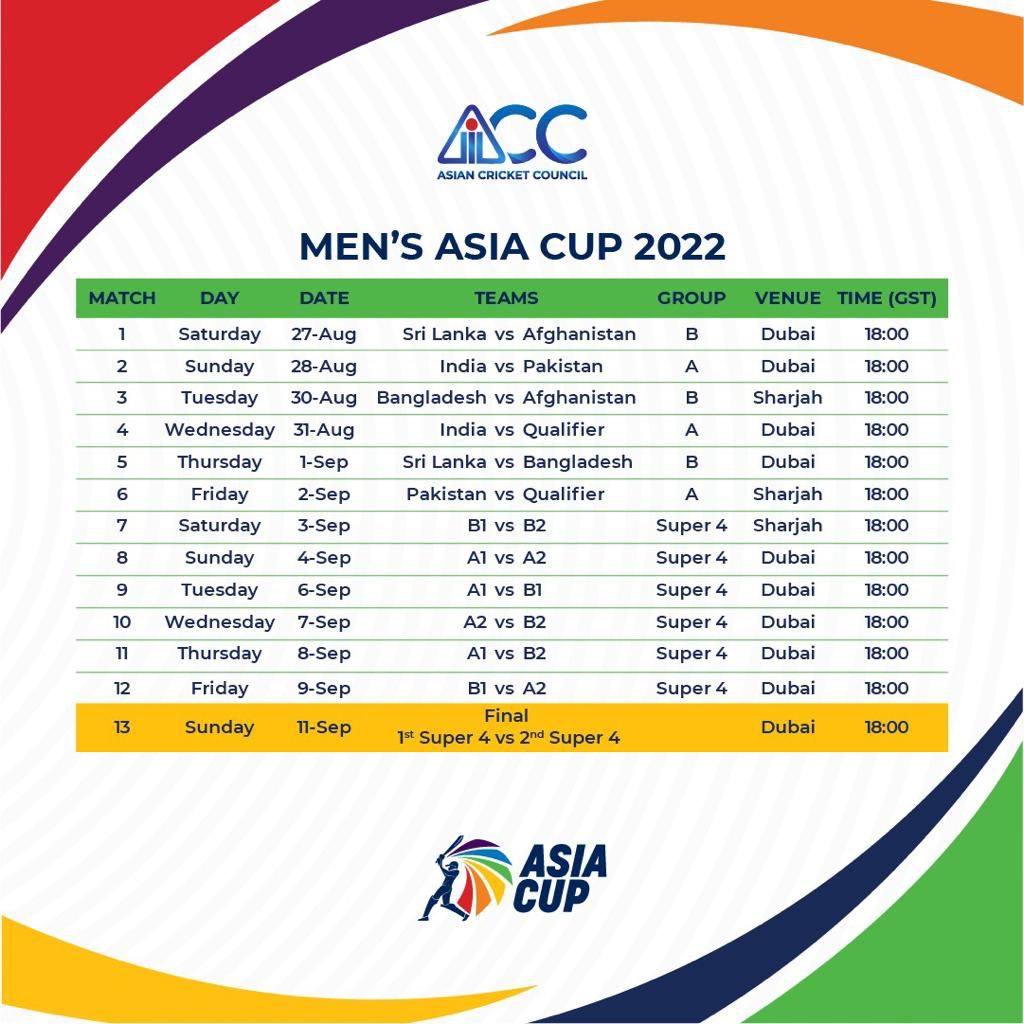 ACC
ASIAN CRICKET COUNCIL
MEN'S ASIA CUP 2022
MATCH DAY DATE TEAMS GROUP VENUE TIME (GST)
1 Saturday 27-Aug Sri Lanka vs Afghanistan B Dubai 18:00
2 Sunday 28-Aug India vs Pakistan A Dubai 18:00
3 Tuesday 30-Aug Bangladesh vs Afghanistan B Sharjah 18:00
4 Wednesday 31-Aug India vs Qualifier A Dubai 18:00
5 Thursday 1-Sep Sri Lanka vs Bangladesh B Dubai 18:00
6 Friday 2-Sep Pakistan vs Qualifier A Sharjah 18:00
7 Saturday 3-Sep B1 vs B2 Super 4 Sharjah 18:00
8 Sunday 4-Sep A1 vs A2 Super 4 Dubai 18:00
9 Tuesday 6-Sep A1 vs B1 Super 4 Dubai 18:00
10 Wednesday 7-Sep A2 vs B2 Super 4 Dubai 18:00
11 Thursday 8-Sep A1 vs B2 Super 4 Dubai 18:00
12 Friday 9-Sep B1 vs A2 Super 4 Dubai 18:00
Final
13 Sunday 11-Sep 1st Super 4 vs 2nd Super 4 Dubai 18:00
ASIA
CUP